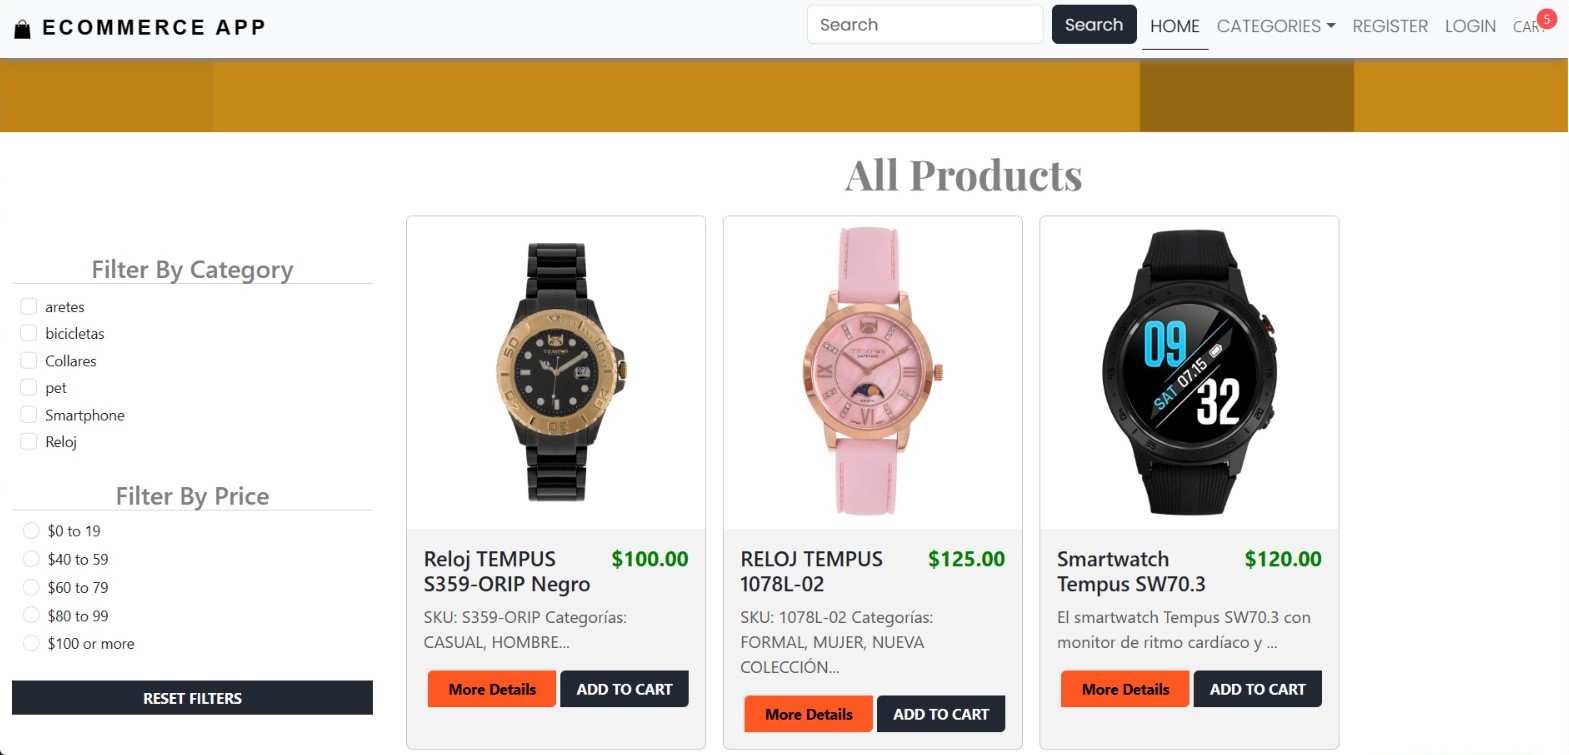 ECOMMERCE APP
Search
Search
HOME
CATEGORIES
REGISTER
LOGIN
CART
5
All Products
Filter By Category
aretes
bicicletas
Collares
pet
Smartphone
Reloj
Filter By Price
$0 to 19
$40 to 59
$60 to 79
$80 to 99
$100 or more
RESET FILTERS
TEMPUS
Reloj TEMPUS
S359-ORIP Negro
$100.00
SKU: S359-ORIP Categorías:
CASUAL, HOMBRE...
More Details
ADD TO CART
TEMPUS
RELOJ TEMPUS
1078L-02
$125.00
SKU: 1078L-02 Categorías:
FORMAL, MUJER, NUEVA
COLECCIÓN...
More Details
ADD TO CART
09
SAT 07.15
32
Smartwatch
Tempus SW70.3
$120.00
El smartwatch Tempus SW70.3 con
monitor de ritmo cardíaco y ...
More Details
ADD TO CART